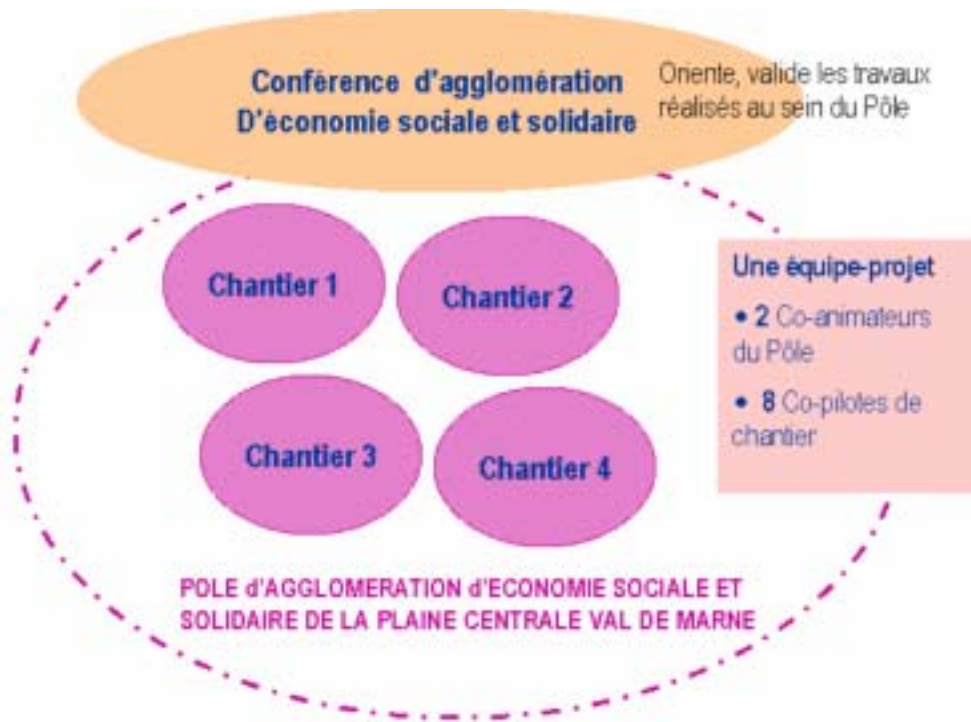 Conférence d'agglomération
D'économie sociale et solidaire
Oriente, valide les travaux
réalisés au sein du Pôle
Chantier 1
Chantier 2
Une équipe-projet
• 2 Co-animateurs
du Pôle
• 8 Co-pilotes de
chantier
Chantier 3
Chantier 4
POLE d'AGGLOMERATION d'ECONOMIE SOCIALE ET
SOLIDAIRE DE LA PLAINE CENTRALE VAL DE MARNE